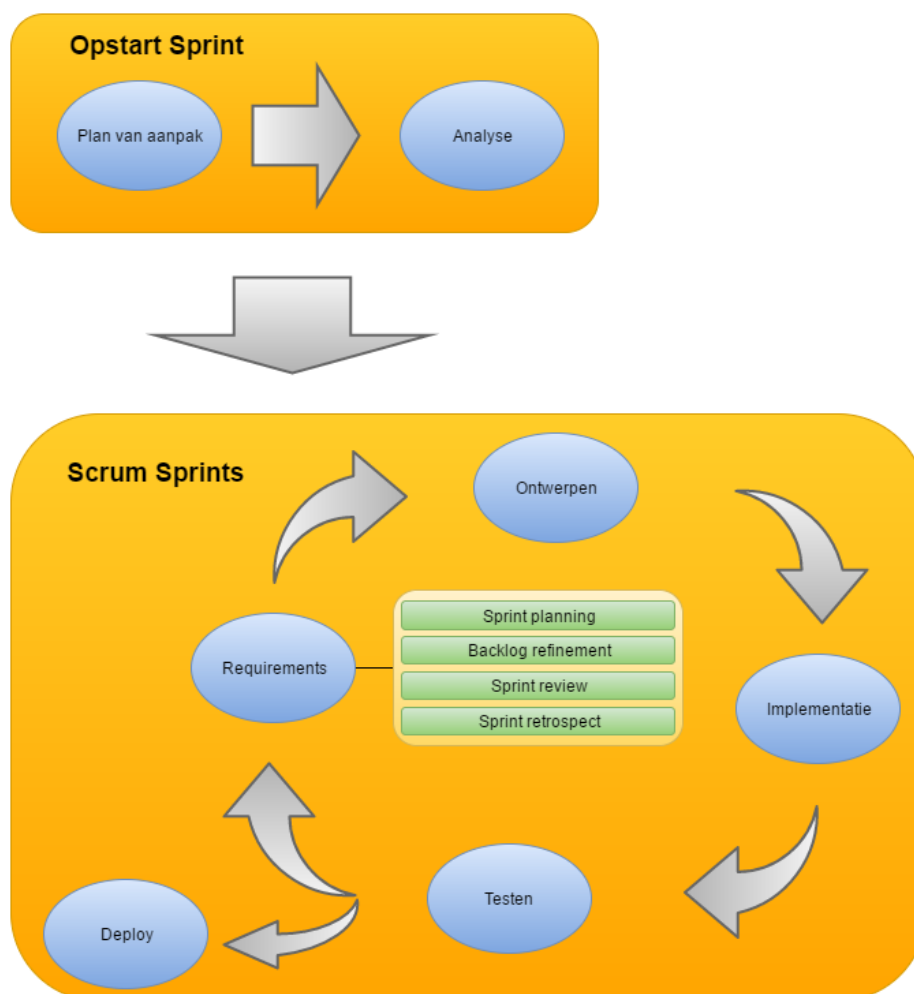 Opstart Sprint
Plan van aanpak
Analyse
Scrum Sprints
Ontwerpen
Sprint planning
Backlog refinement
Requirements
Sprint review
Sprint retrospect
Implementatie
Testen
Deploy